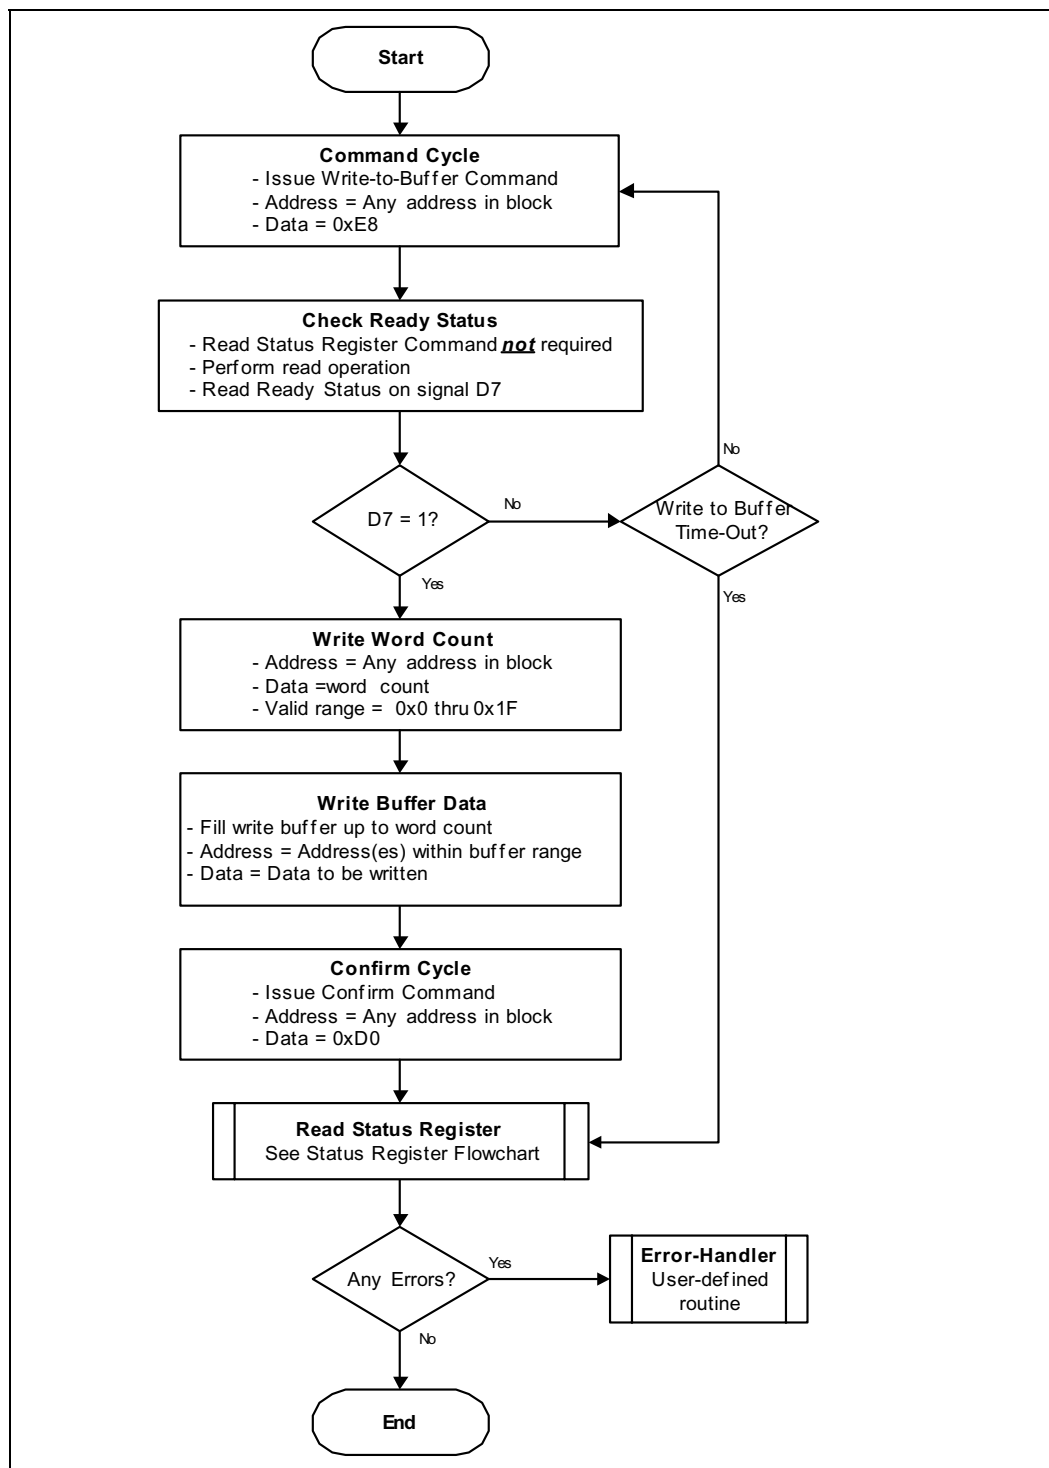 Start
Command Cycle
- Issue Write-to-Buffer Command
- Address = Any address in block
- Data = 0xE8
Check Ready Status
- Read Status Register Command not required
- Perform read operation
- Read Ready Status on signal D7
No
D7 = 1?
No
Write to Buffer
Time-Out?
Yes
Yes
Write Word Count
- Address = Any address in block
- Data =word count
- Valid range = 0x0 thru 0x1F
Write Buffer Data
- Fill write buffer up to word count
- Address = Address(es) within buffer range
- Data = Data to be written
Confirm Cycle
- Issue Confirm Command
- Address = Any address in block
- Data = 0xD0
Read Status Register
See Status Register Flowchart
Any Errors?
Yes
Error-Handler
User-defined
routine
No
End